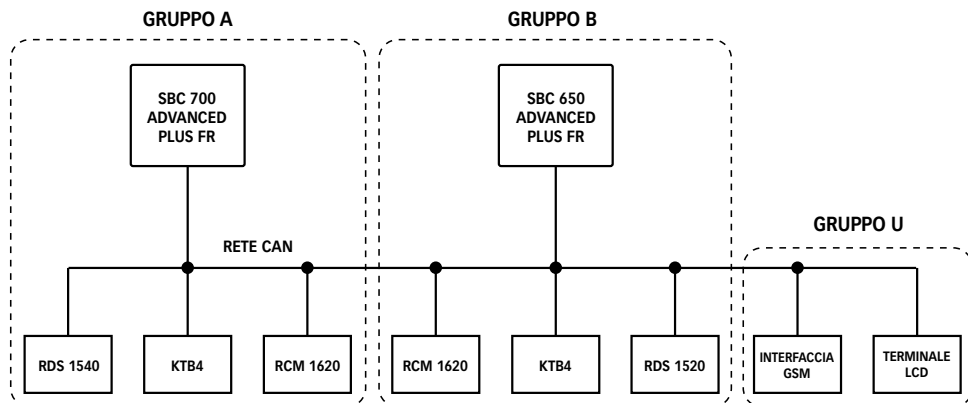 GRUPPO A
GRUPPO B
SBC 700
ADVANCED
PLUS FR
SBC 650
ADVANCED
PLUS FR
GRUPPO U
RETE CAN
RDS 1540
KTB4
RCM 1620
RCM 1620
KTB4
RDS 1520
INTERFACCIA
GSM
TERMINALE
LCD